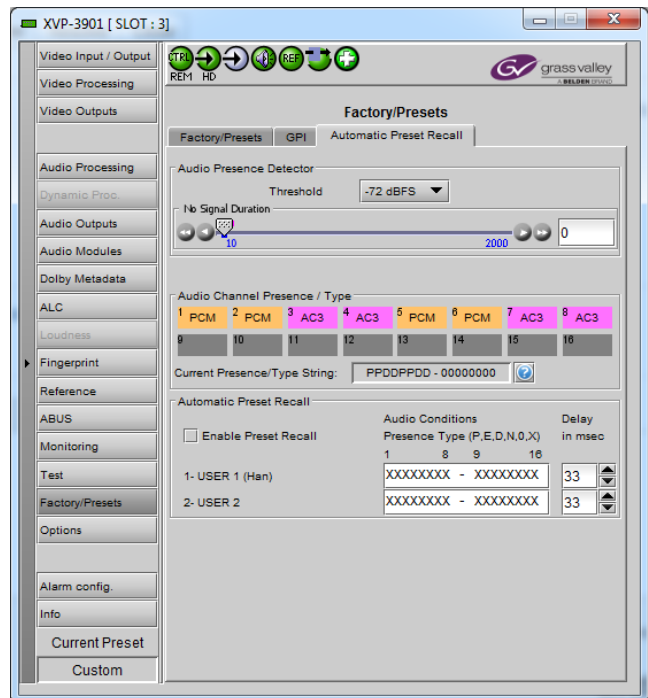 XVP-3901 [ SLOT : 3]
Video Input / Output
Video Processing
Video Outputs
Audio Processing
Dynamic Proc.
Audio Outputs
Audio Modules
Dolby Metadata
ALC
Loudness
Fingerprint
Reference
ABUS
Monitoring
Test
Factory/Presets
Options
Alarm config.
Info
Current Preset
Custom
CTRL REF
REM HD
GV grass valley
A BELDEN BRAND
Factory/Presets
Factory/Presets GPI Automatic Preset Recall
Audio Presence Detector
Threshold -72 dBFS
No Signal Duration
10 2000 0
Audio Channel Presence / Type
1 PCM 2 PCM 3 AC3 4 AC3 5 PCM 6 PCM 7 AC3 8 AC3
9 10 11 12 13 14 15 16
Current Presence/Type String: PPDDPPDD - 00000000 ?
Automatic Preset Recall
Audio Conditions Delay
Enable Preset Recall Presence Type (P,E,D,N,0,X) in msec
1 8 9 16
1- USER 1 (Han) XXXXXXXX - XXXXXXXX 33
2- USER 2 XXXXXXXX - XXXXXXXX 33